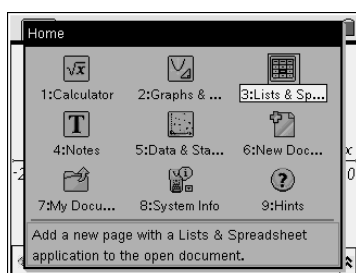 Home
1:Calculator 2:Graphs & ... 3:Lists & Sp...
4:Notes 5:Data & Sta... 6:New Doc...
7:My Docu... 8:System Info 9:Hints
Add a new page with a Lists & Spreadsheet
application to the open document.